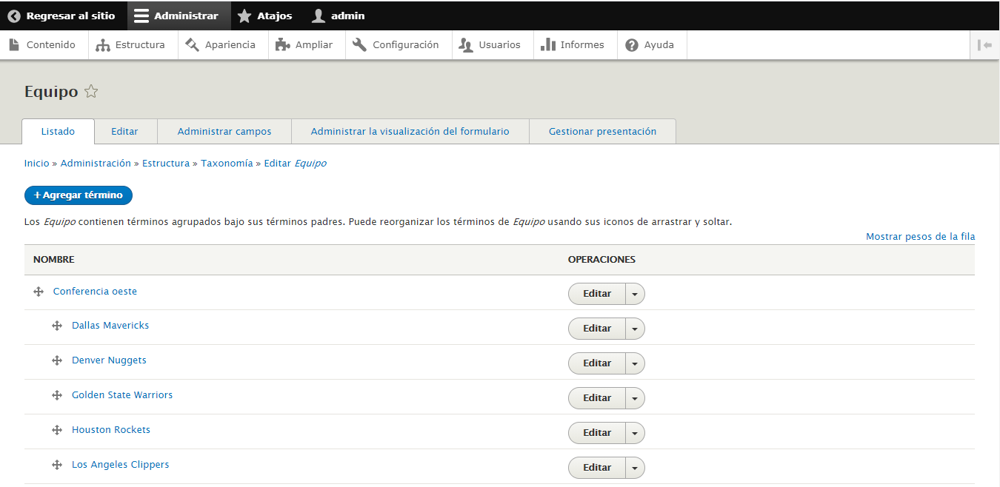 Regresar al sitio Administrar Atajos admin
Contenido Estructura Apariencia Ampliar Configuración Usuarios Informes Ayuda
Equipo
Listado Editar Administrar campos Administrar la visualización del formulario Gestionar presentación
Inicio » Administración » Estructura » Taxonomía » Editar Equipo
+ Agregar término
Los Equipo contienen términos agrupados bajo sus términos padres. Puede reorganizar los términos de Equipo usando sus iconos de arrastrar y soltar.
Mostrar pesos de la fila
NOMBRE OPERACIONES
Conferencia oeste Editar
Dallas Mavericks Editar
Denver Nuggets Editar
Golden State Warriors Editar
Houston Rockets Editar
Los Angeles Clippers Editar